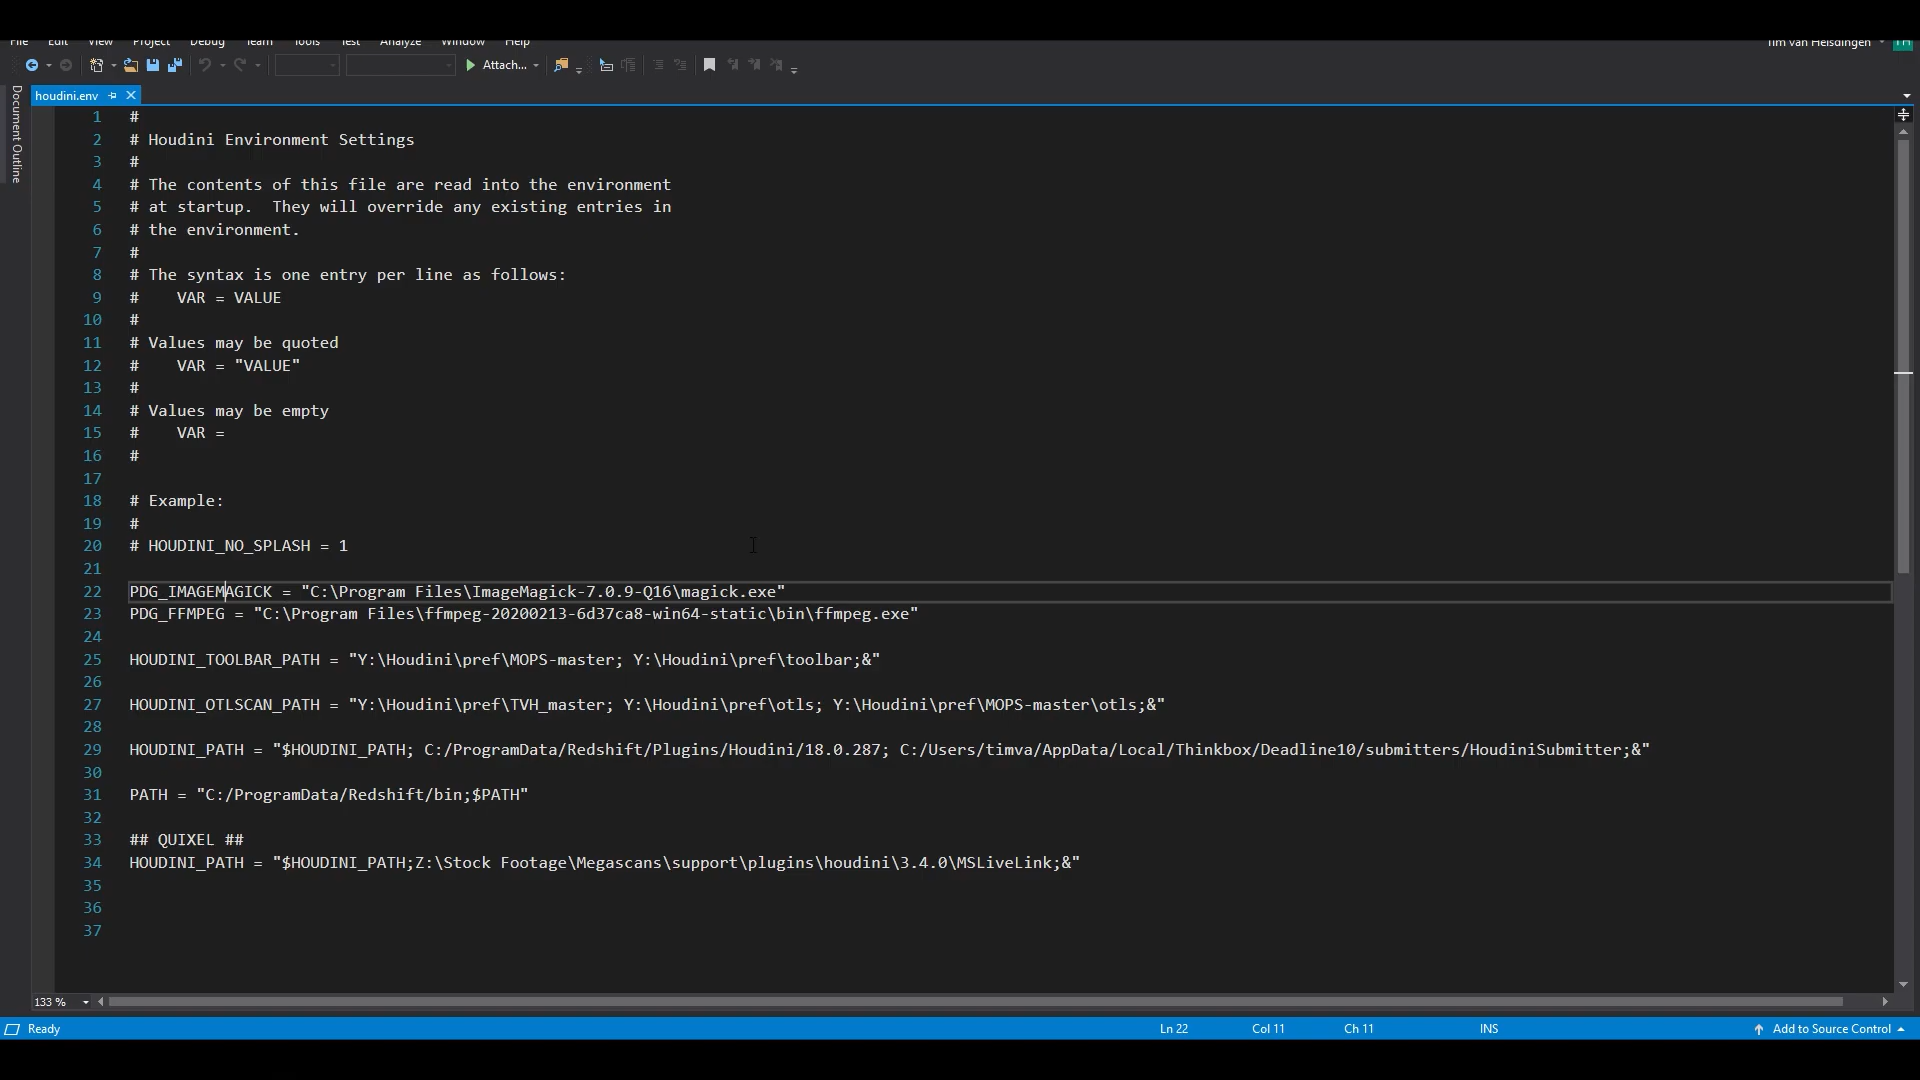 File Edit View Project Debug Team Tools Test Analyze Window Help Tim van Helsdingen TH
Attach...
Document Outline
houdini.env
1 #
2 # Houdini Environment Settings
3 #
4 # The contents of this file are read into the environment
5 # at startup.  They will override any existing entries in
6 # the environment.
7 #
8 # The syntax is one entry per line as follows:
9 #    VAR = VALUE
10 #
11 # Values may be quoted
12 #    VAR = "VALUE"
13 #
14 # Values may be empty
15 #    VAR =
16 #
17
18 # Example:
19 #
20 # HOUDINI_NO_SPLASH = 1
21
22 PDG_IMAGEMAGICK = "C:\Program Files\ImageMagick-7.0.9-Q16\magick.exe"
23 PDG_FFMPEG = "C:\Program Files\ffmpeg-20200213-6d37ca8-win64-static\bin\ffmpeg.exe"
24
25 HOUDINI_TOOLBAR_PATH = "Y:\Houdini\pref\MOPS-master; Y:\Houdini\pref\toolbar;&"
26
27 HOUDINI_OTLSCAN_PATH = "Y:\Houdini\pref\TVH_master; Y:\Houdini\pref\otls; Y:\Houdini\pref\MOPS-master\otls;&"
28
29 HOUDINI_PATH = "$HOUDINI_PATH; C:/ProgramData/Redshift/Plugins/Houdini/18.0.287; C:/Users/timva/AppData/Local/Thinkbox/Deadline10/submitters/HoudiniSubmitter;&"
30
31 PATH = "C:/ProgramData/Redshift/bin;$PATH"
32
33 ## QUIXEL ##
34 HOUDINI_PATH = "$HOUDINI_PATH;Z:\Stock Footage\Megascans\support\plugins\houdini\3.4.0\MSLiveLink;&"
35
36
37
133 %
Ready Ln 22 Col 11 Ch 11 INS Add to Source Control